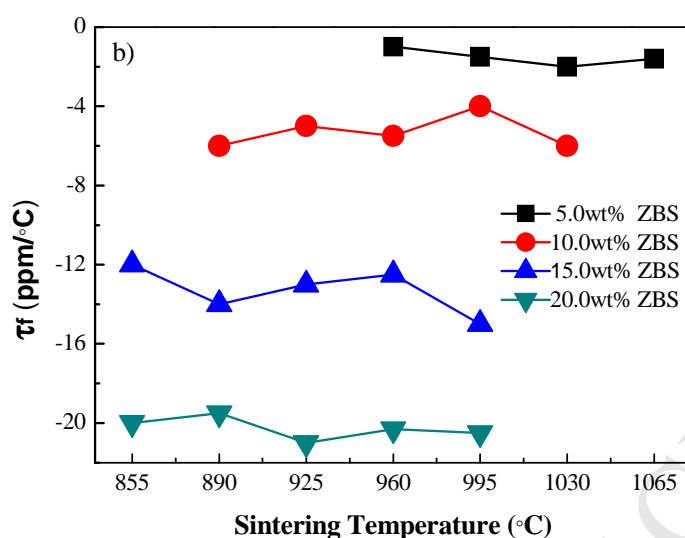 b)
0
-4
-8
-12
-16
-20
τf (ppm/°C)
5.0wt% ZBS
10.0wt% ZBS
15.0wt% ZBS
20.0wt% ZBS
855 890 925 960 995 1030 1065
Sintering Temperature (°C)